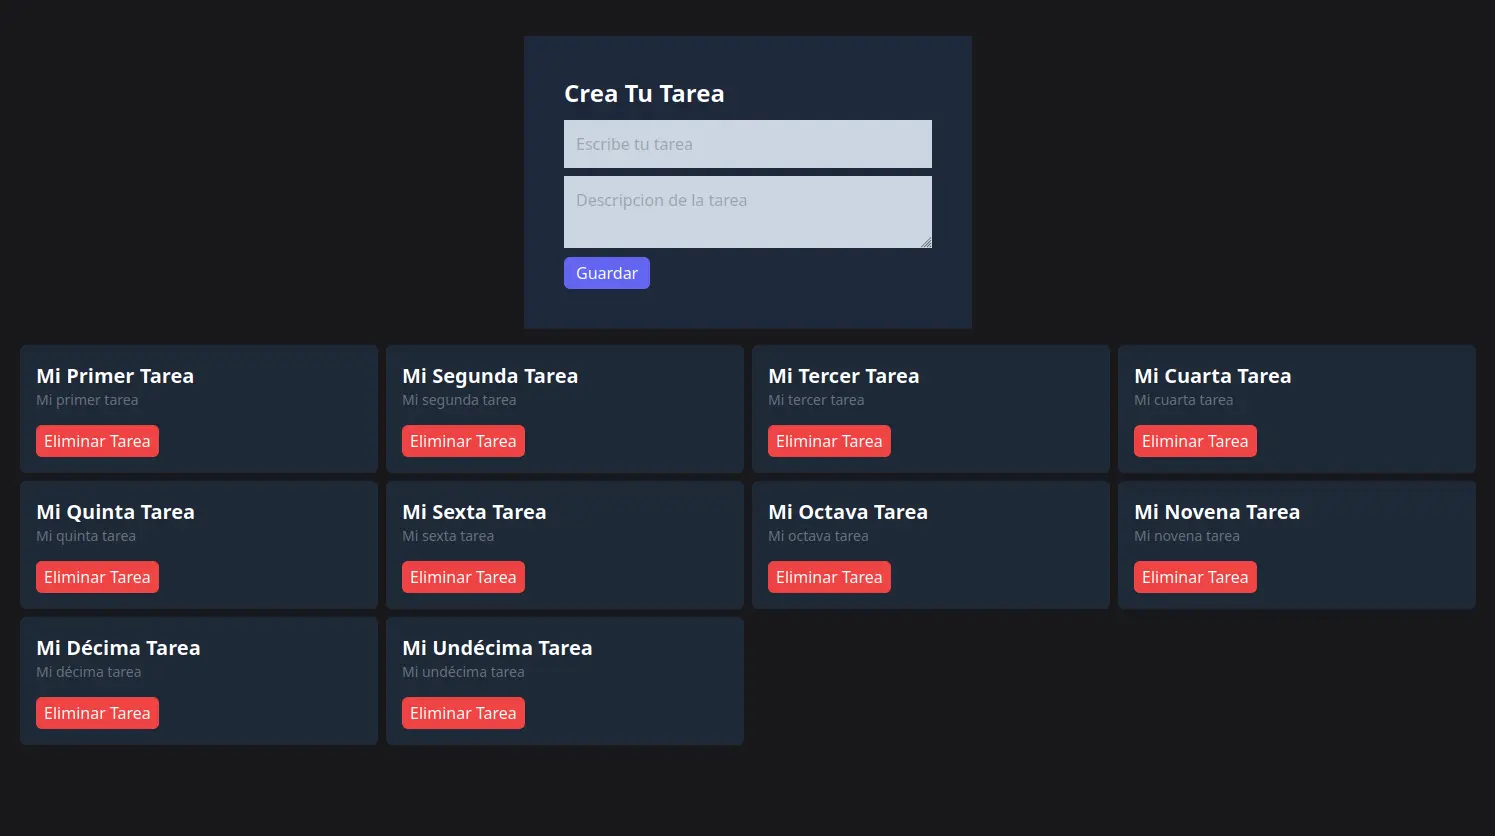 Crea Tu Tarea
Escribe tu tarea
Descripcion de la tarea
Guardar
Mi Primer Tarea
Mi primer tarea
Eliminar Tarea
Mi Segunda Tarea
Mi segunda tarea
Eliminar Tarea
Mi Tercer Tarea
Mi tercer tarea
Eliminar Tarea
Mi Cuarta Tarea
Mi cuarta tarea
Eliminar Tarea
Mi Quinta Tarea
Mi quinta tarea
Eliminar Tarea
Mi Sexta Tarea
Mi sexta tarea
Eliminar Tarea
Mi Octava Tarea
Mi octava tarea
Eliminar Tarea
Mi Novena Tarea
Mi novena tarea
Eliminar Tarea
Mi Décima Tarea
Mi décima tarea
Eliminar Tarea
Mi Undécima Tarea
Mi undécima tarea
Eliminar Tarea